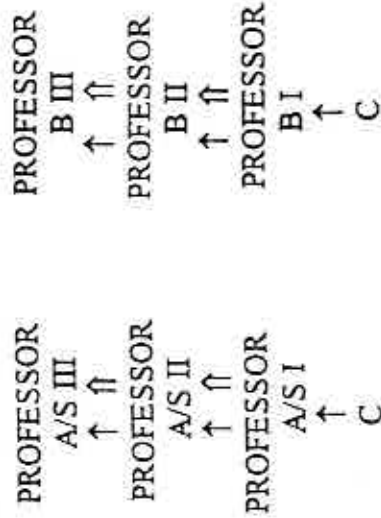 PROFESSOR
A/S III
PROFESSOR
A/S II
PROFESSOR
A/S I
C
PROFESSOR
B III
PROFESSOR
B II
PROFESSOR
B I
C